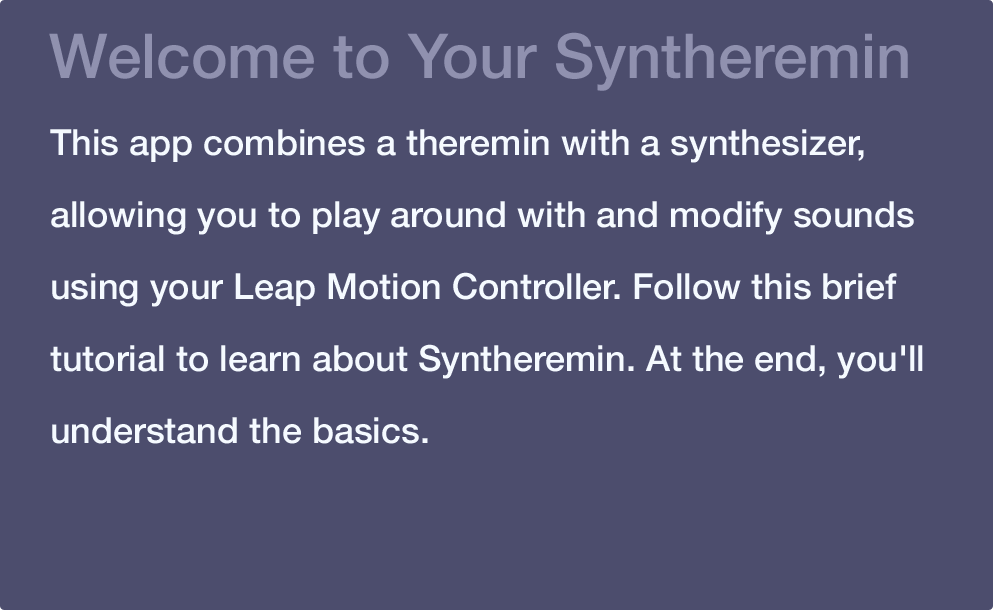 Welcome to Your Syntheremin
This app combines a theremin with a synthesizer,
allowing you to play around with and modify sounds
using your Leap Motion Controller. Follow this brief
tutorial to learn about Syntheremin. At the end, you'll
understand the basics.